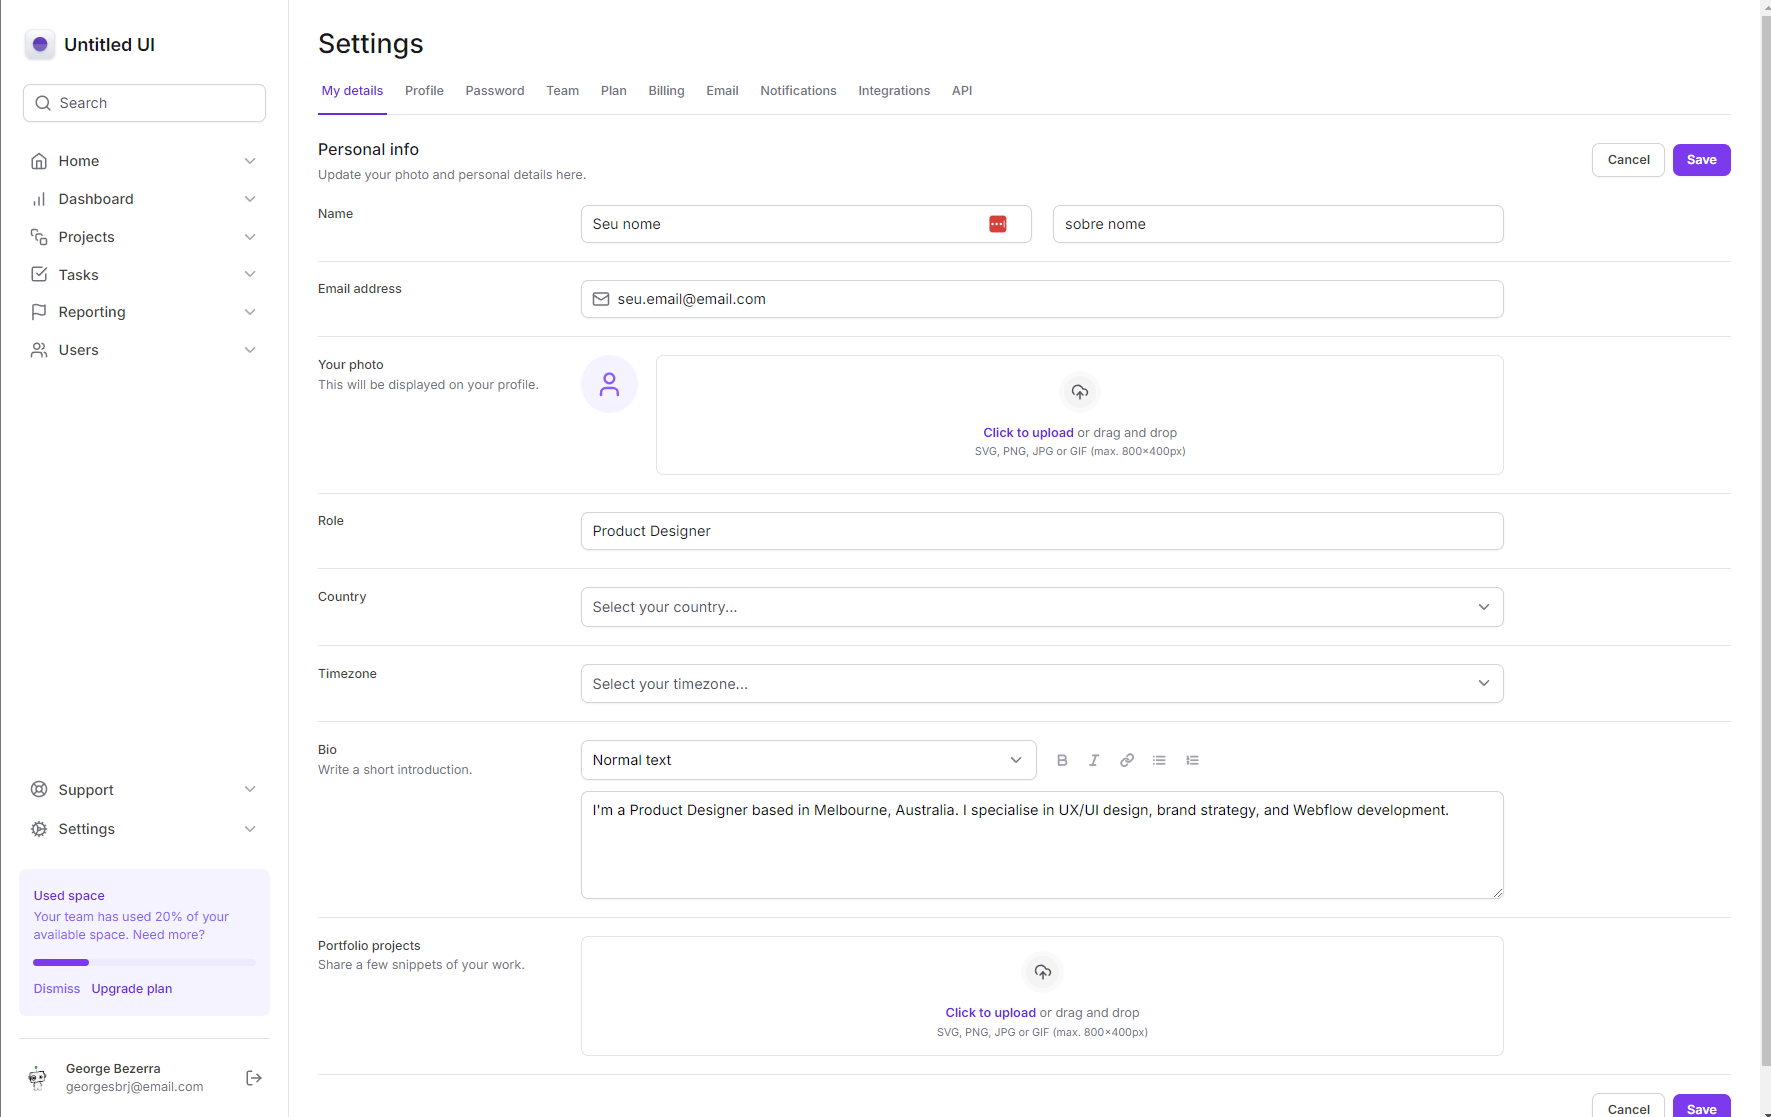 Untitled UI
Search
Home
Dashboard
Projects
Tasks
Reporting
Users
Support
Settings
Used space
Your team has used 20% of your
available space. Need more?
Dismiss Upgrade plan
George Bezerra
georgesbrj@email.com
Settings
My details Profile Password Team Plan Billing Email Notifications Integrations API
Personal info
Update your photo and personal details here.
Cancel Save
Name
Seu nome
sobre nome
Email address
seu.email@email.com
Your photo
This will be displayed on your profile.
Click to upload or drag and drop
SVG, PNG, JPG or GIF (max. 800×400px)
Role
Product Designer
Country
Select your country...
Timezone
Select your timezone...
Bio
Write a short introduction.
Normal text
I'm a Product Designer based in Melbourne, Australia. I specialise in UX/UI design, brand strategy, and Webflow development.
Portfolio projects
Share a few snippets of your work.
Click to upload or drag and drop
SVG, PNG, JPG or GIF (max. 800×400px)
Cancel Save